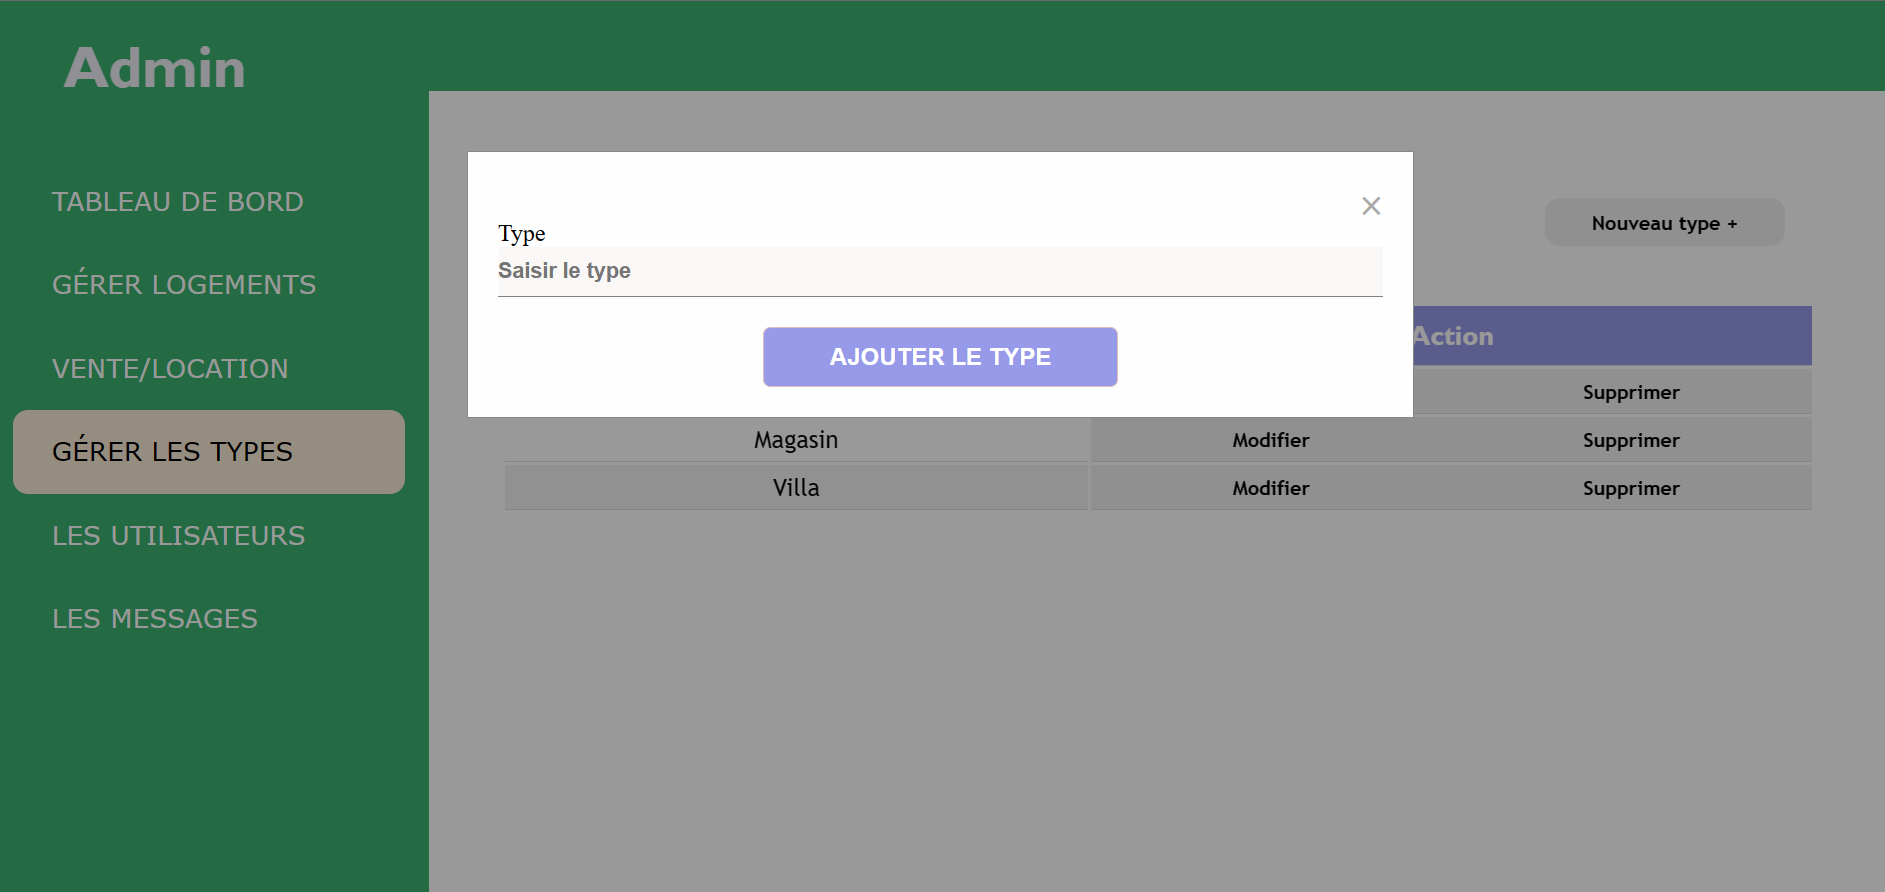 Admin
TABLEAU DE BORD
GÉRER LOGEMENTS
VENTE/LOCATION
GÉRER LES TYPES
LES UTILISATEURS
LES MESSAGES
×
Type
Saisir le type
AJOUTER LE TYPE
Nouveau type +
Action
Supprimer
Magasin Modifier Supprimer
Villa Modifier Supprimer